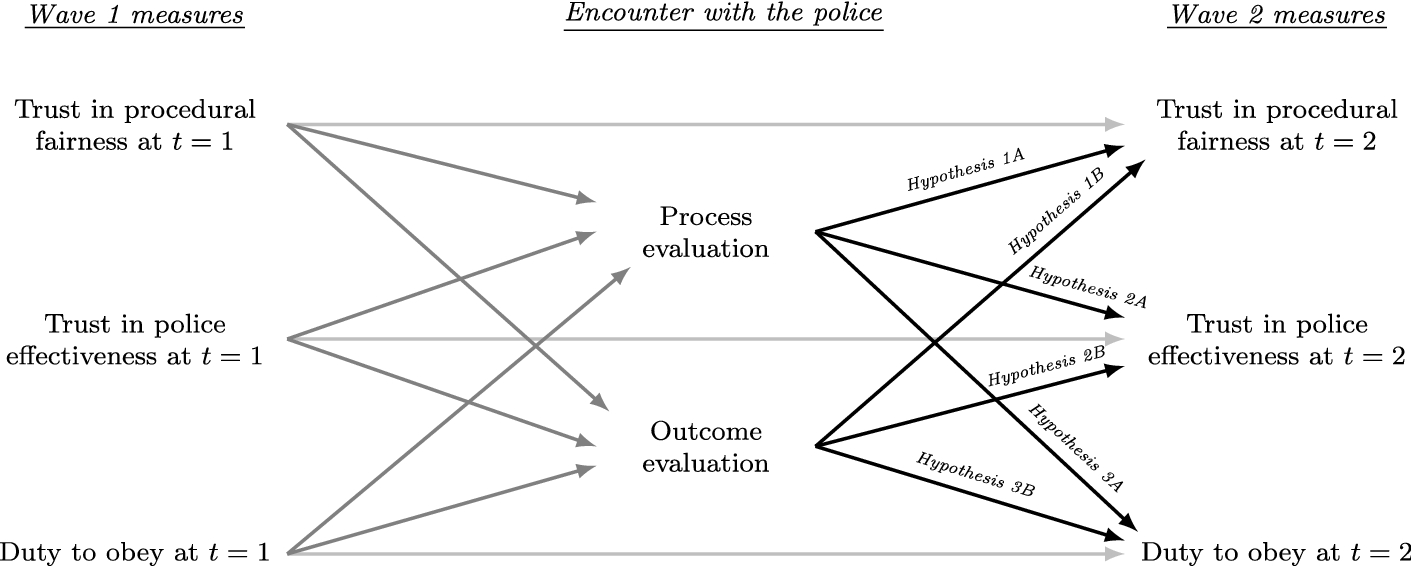 Wave 1 measures
Encounter with the police
Wave 2 measures
Trust in procedural
fairness at t = 1
Trust in procedural
fairness at t = 2
Hypothesis 1A
Hypothesis 1B
Process
evaluation
Hypothesis 2A
Trust in police
effectiveness at t = 1
Trust in police
effectiveness at t = 2
Hypothesis 2B
Hypothesis 3A
Outcome
evaluation
Hypothesis 3B
Duty to obey at t = 1
Duty to obey at t = 2